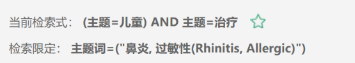 当前检索式： (主题=儿童) AND 主题=治疗
检索限定： 主题词=("鼻炎, 过敏性(Rhinitis, Allergic)")